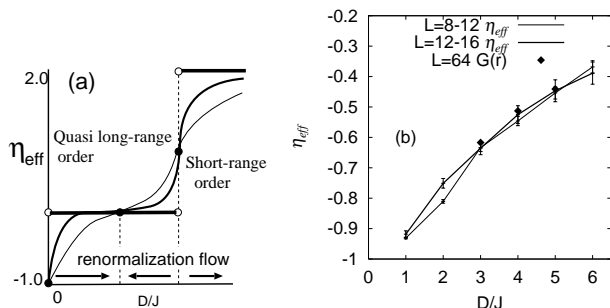 (a)
2.0
η_eff
Quasi long-range
order
Short-range
order
renormalization flow
-1.0
0
D/J
-0.2
-0.3
-0.4
-0.5
-0.6
-0.7
-0.8
-0.9
-1
η_eff
L=8-12 η_eff
L=12-16 η_eff
L=64 G(r)
(b)
0 1 2 3 4 5 6
D/J